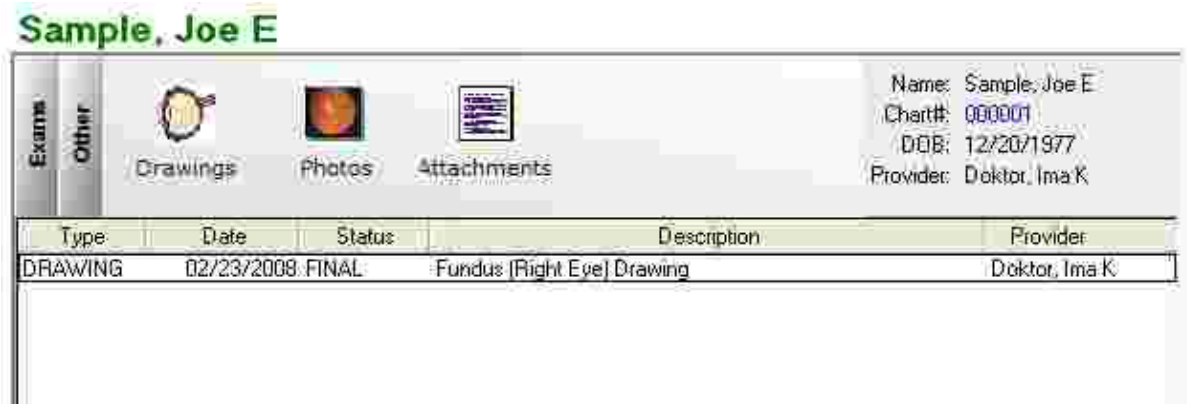 Sample, Joe E
Exams
Other
Drawings
Photos
Attachments
Name: Sample, Joe E
Chart#: 000001
DOB: 12/20/1977
Provider: Doktor, Ima K
Type Date Status Description Provider
DRAWING 02/23/2008 FINAL Fundus (Right Eye) Drawing Doktor, Ima K